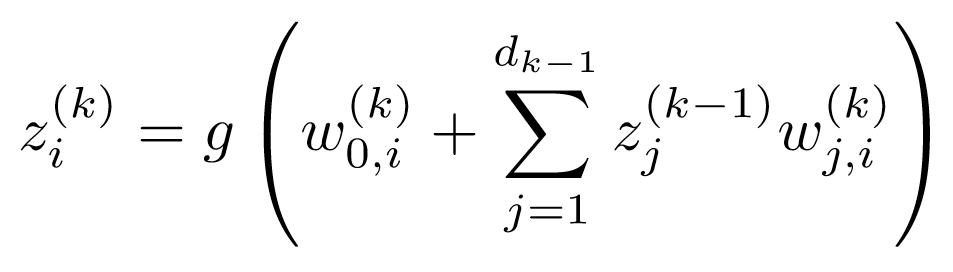 z_i^{(k)} = g \left( w_{0,i}^{(k)} + \sum_{j=1}^{d_{k-1}} z_j^{(k-1)} w_{j,i}^{(k)} \right)